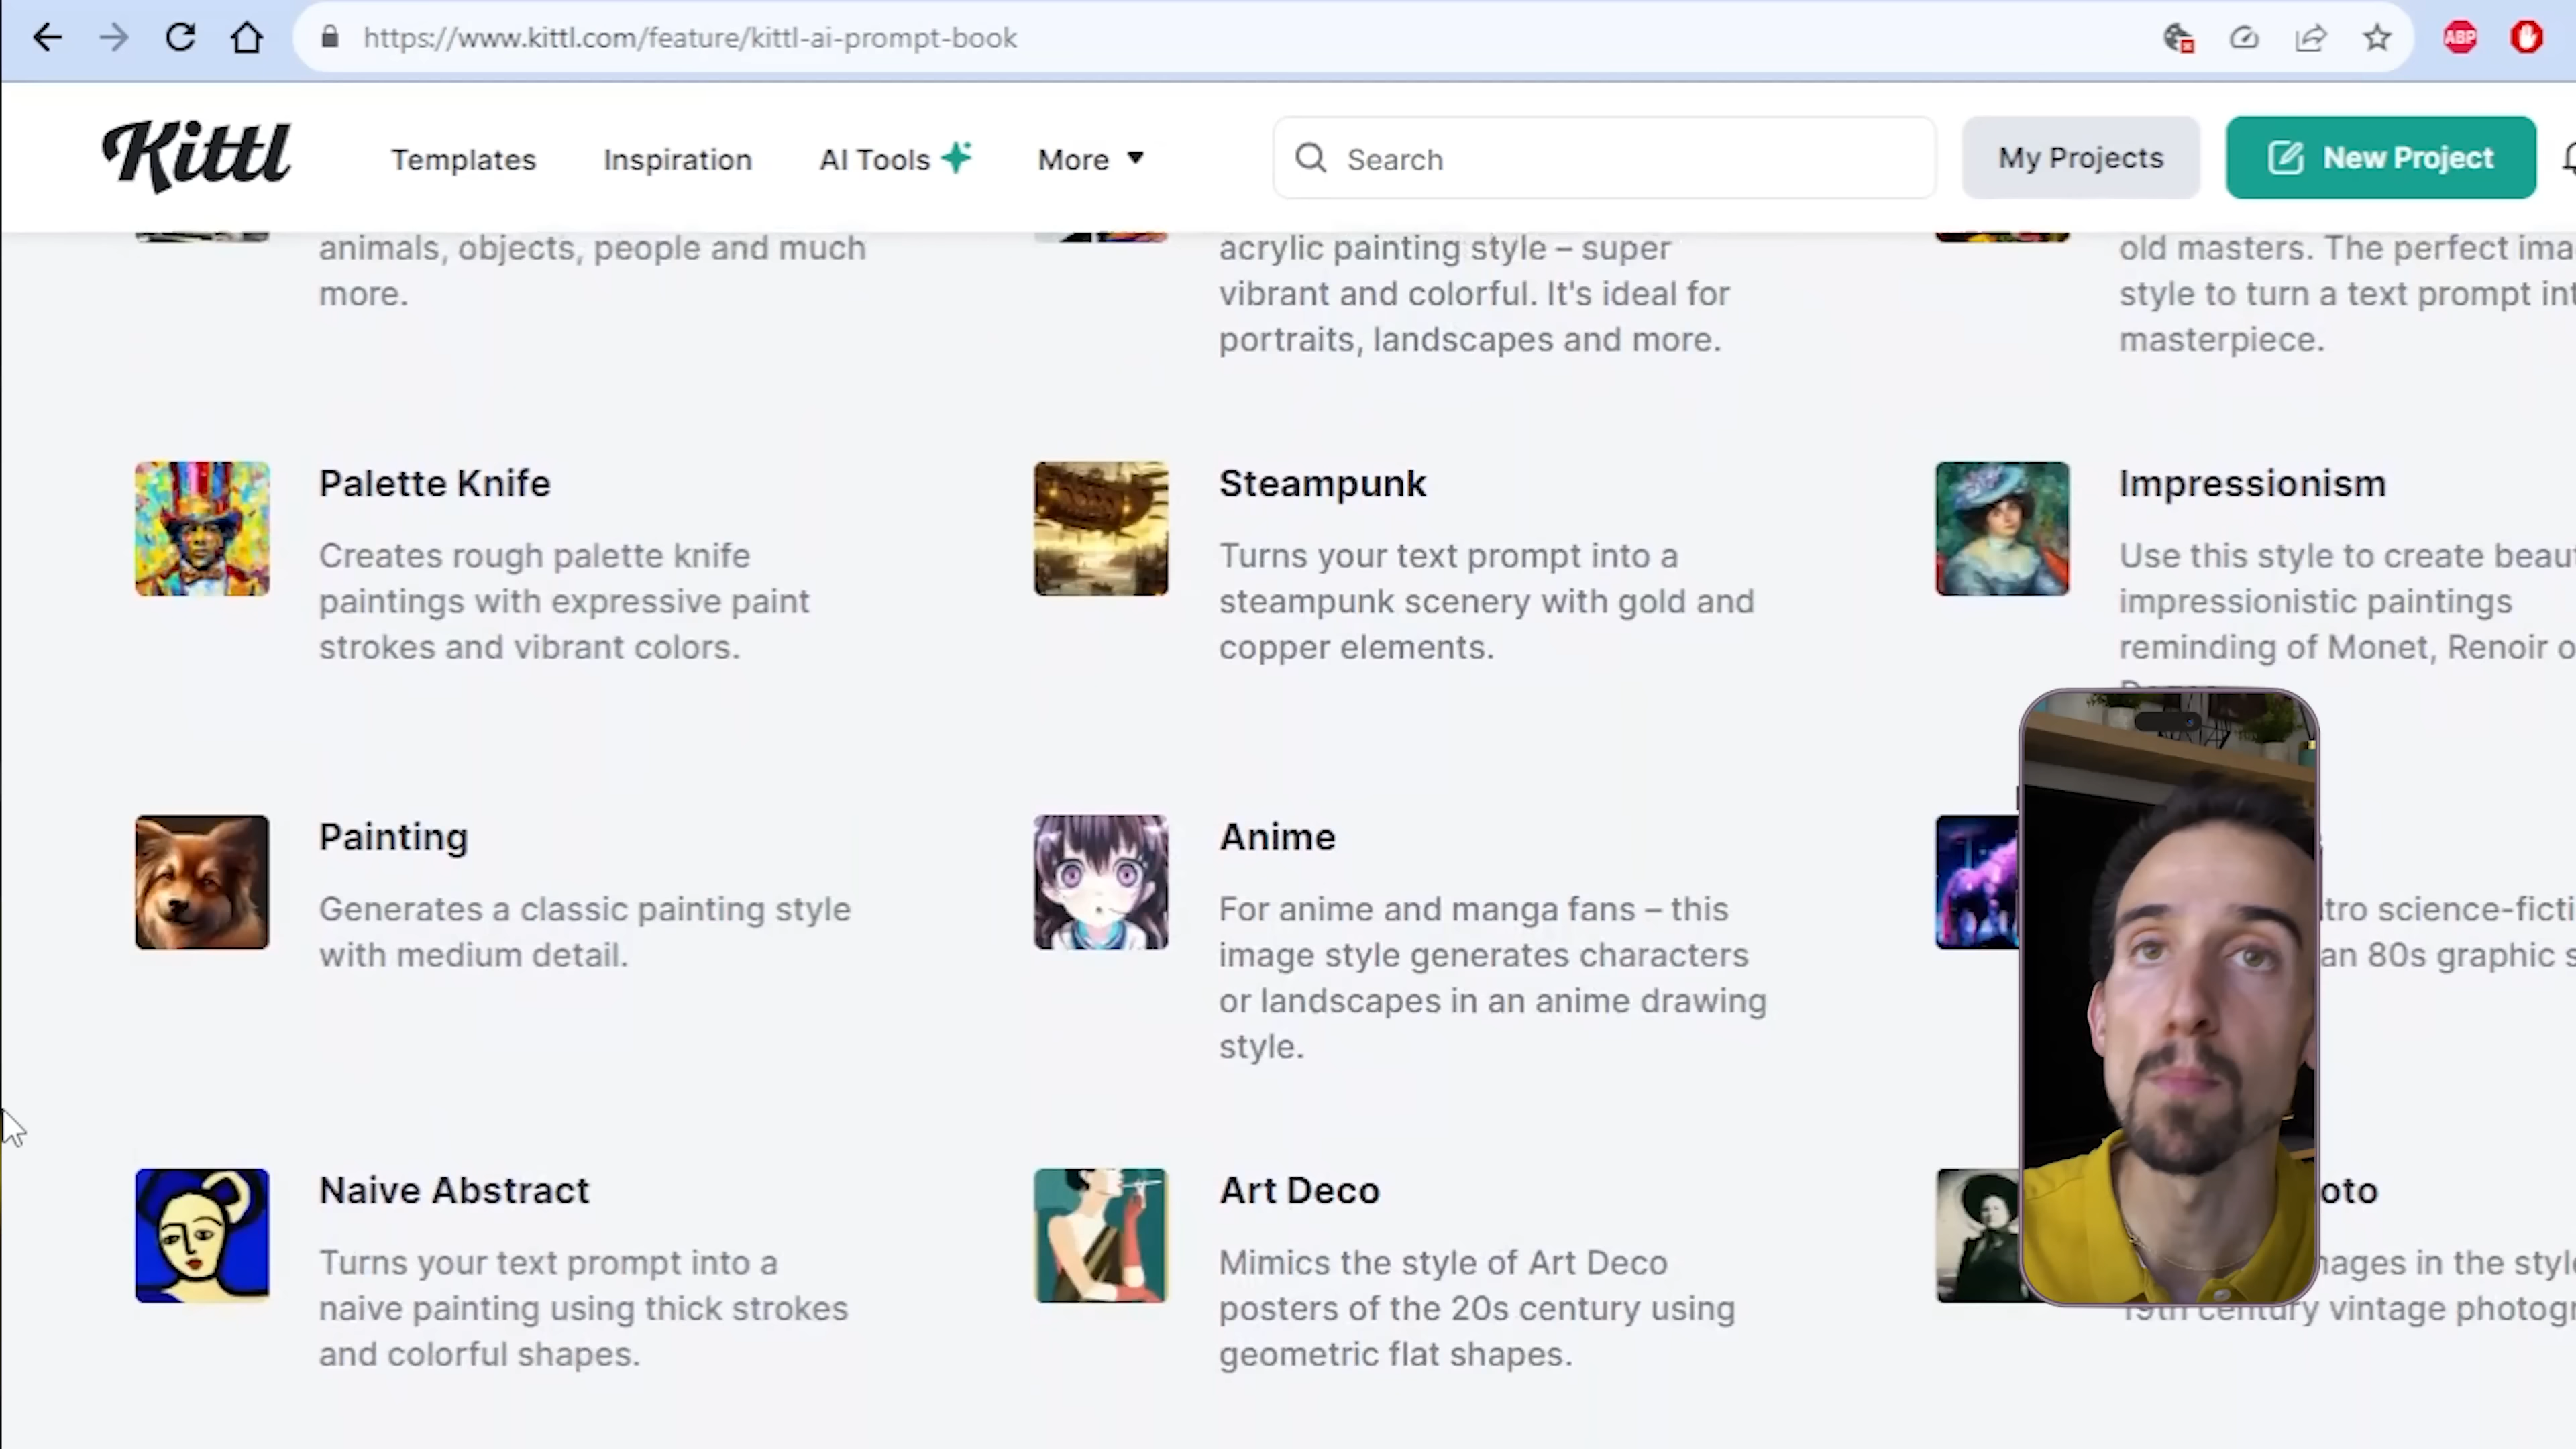 https://www.kittl.com/feature/kittl-ai-prompt-book
ABP
Kittl
Templates
Inspiration
AI Tools
More
Search
My Projects
New Project
animals, objects, people and much
more.
acrylic painting style – super
vibrant and colorful. It's ideal for
portraits, landscapes and more.
old masters. The perfect ima
style to turn a text prompt int
masterpiece.
Palette Knife
Creates rough palette knife
paintings with expressive paint
strokes and vibrant colors.
Steampunk
Turns your text prompt into a
steampunk scenery with gold and
copper elements.
Impressionism
Use this style to create beau
impressionistic paintings
reminding of Monet, Renoir o
Painting
Generates a classic painting style
with medium detail.
Anime
For anime and manga fans – this
image style generates characters
or landscapes in an anime drawing
style.
tro science-ficti
an 80s graphic s
Naive Abstract
Turns your text prompt into a
naive painting using thick strokes
and colorful shapes.
Art Deco
Mimics the style of Art Deco
posters of the 20s century using
geometric flat shapes.
oto
nages in the style
19th century vintage photogr